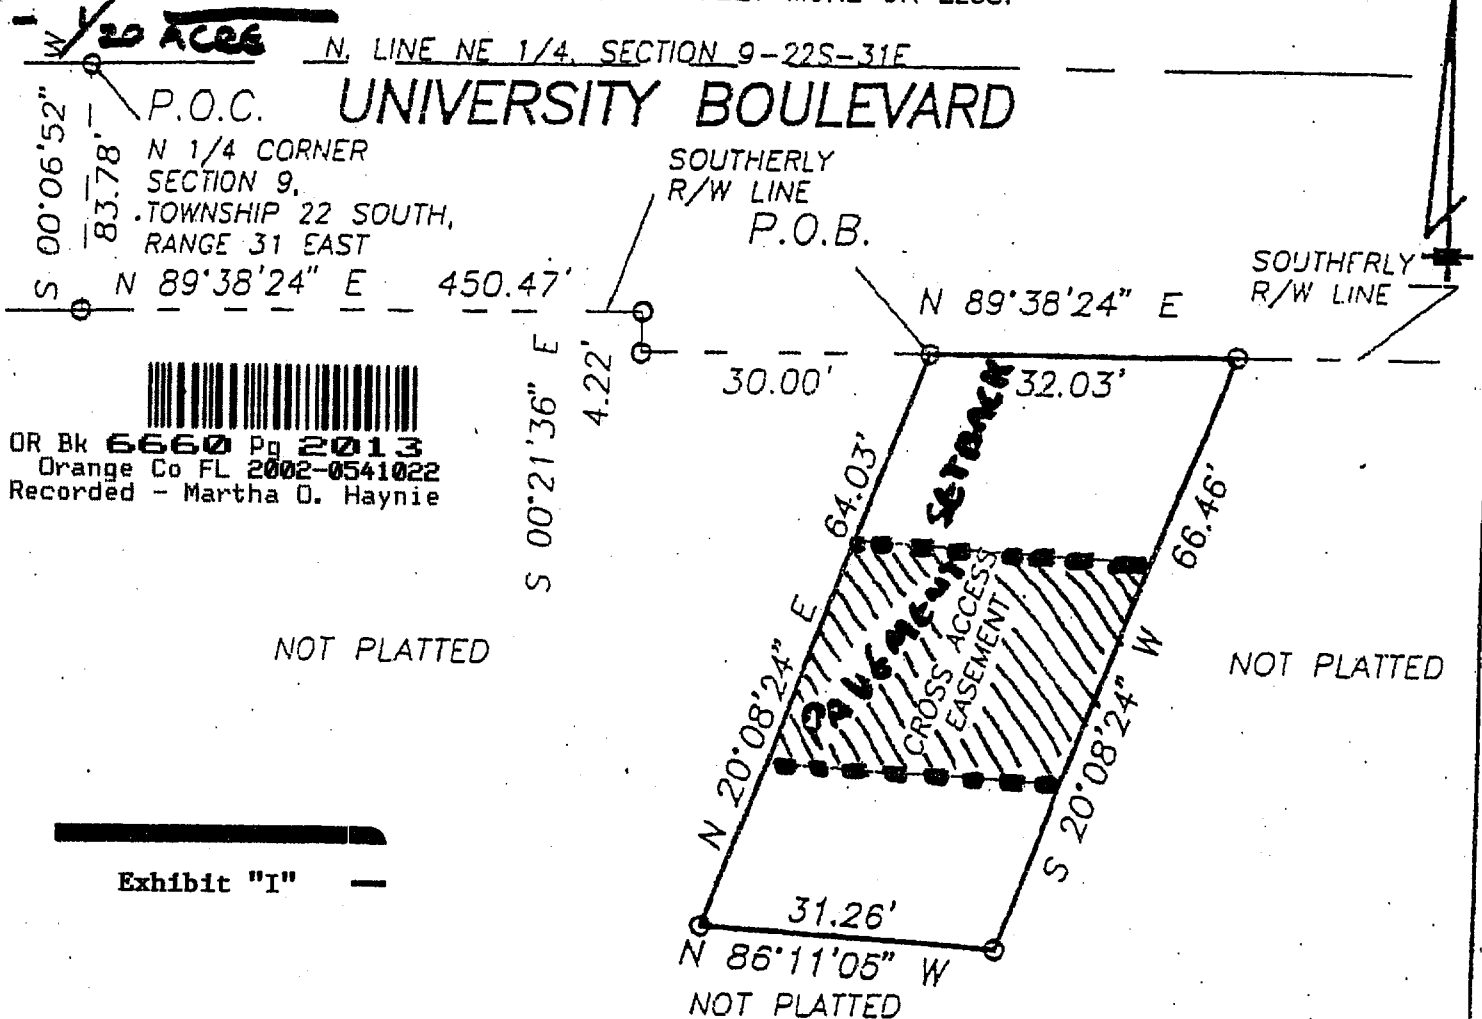 MORE OR LESS.
1/20 ACRE
N. LINE NE 1/4, SECTION 9-22S-31E
UNIVERSITY BOULEVARD
P.O.C.
N 1/4 CORNER
SECTION 9,
TOWNSHIP 22 SOUTH,
RANGE 31 EAST
S 00°06'52" W
83.78'
SOUTHERLY
R/W LINE
P.O.B.
SOUTHERLY
R/W LINE
N 89°38'24" E 450.47'
N 89°38'24" E
S 00°21'36" E
4.22'
30.00'
32.03'
OR Bk 6660 Pg 2013
Orange Co FL 2002-0541022
Recorded - Martha O. Haynie
SETBACK
64.03'
66.46'
PAVEMENT
CROSS ACCESS
EASEMENT
N 20°08'24" E
S 20°08'24" W
NOT PLATTED
NOT PLATTED
Exhibit "I"
31.26'
N 86°11'05" W
NOT PLATTED